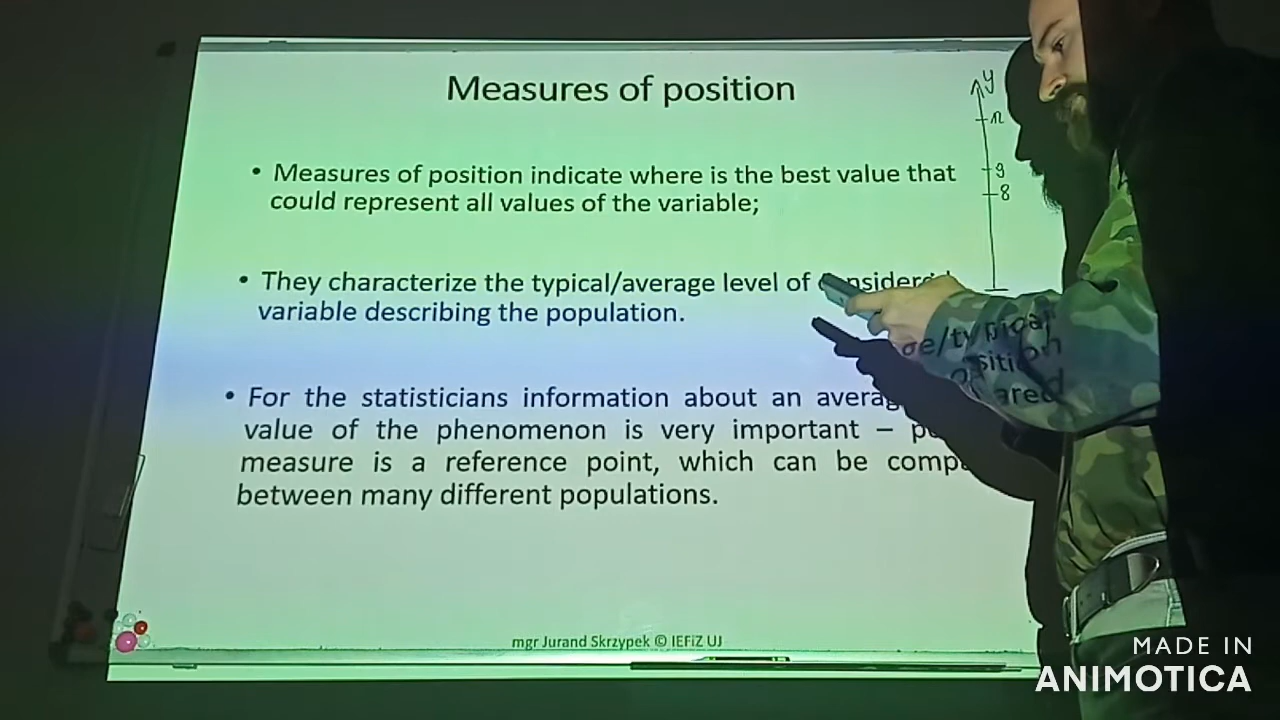 Measures of position
• Measures of position indicate where is the best value that
could represent all values of the variable;
• They characterize the typical/average level of
variable describing the population.
• For the statisticians information about an
value of the phenomenon is very important –
measure is a reference point, which can be
between many different populations.
mgr Jurand Skrzypek © IEFiZ UJ
y
9
8
MADE IN
ANIMOTICA